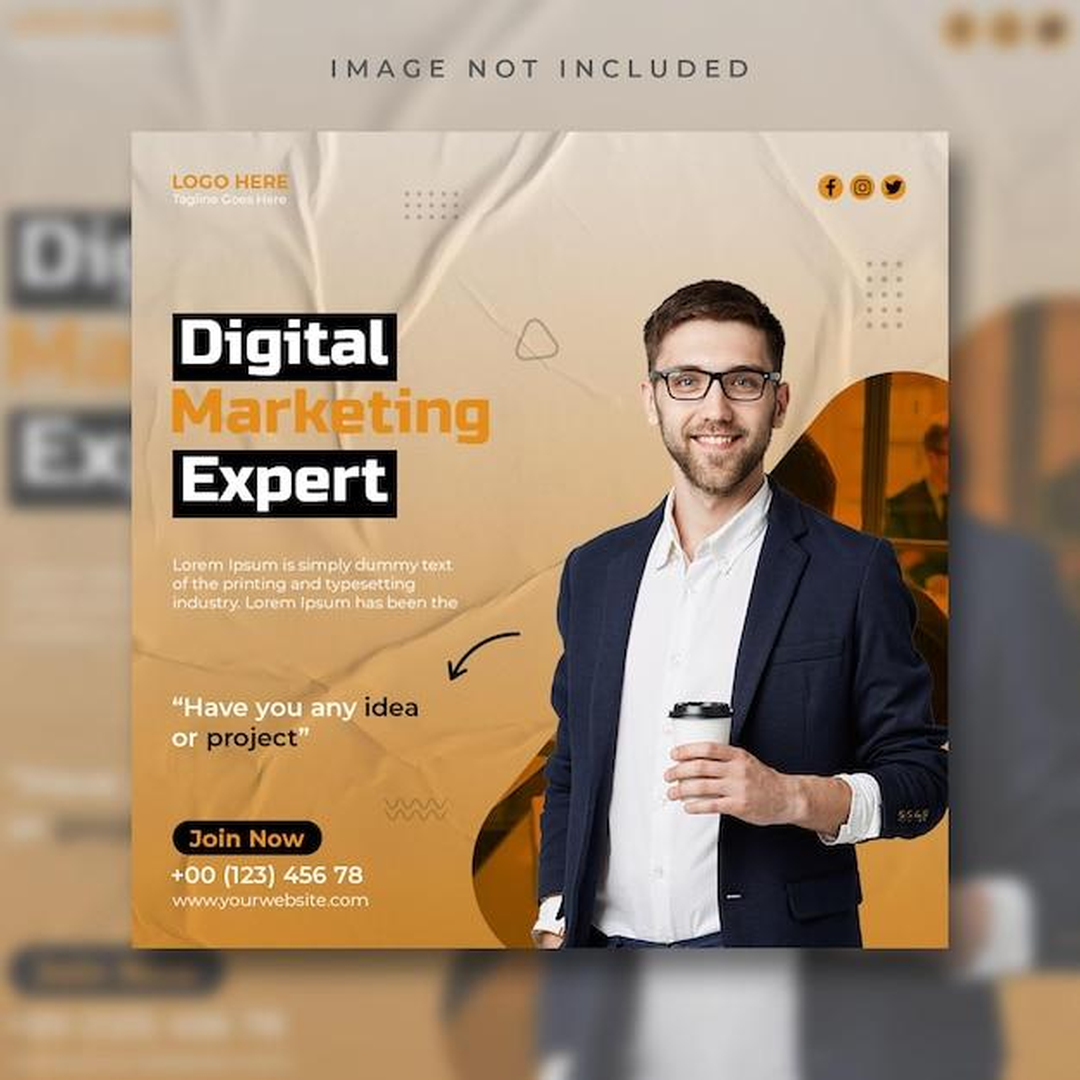 IMAGE NOT INCLUDED
LOGO HERE
Tagline Goes Here
Digital
Marketing
Expert
Lorem Ipsum is simply dummy text
of the printing and typesetting
industry. Lorem Ipsum has been the
“Have you any idea
or project”
Join Now
+00 (123) 456 78
www.yourwebsite.com